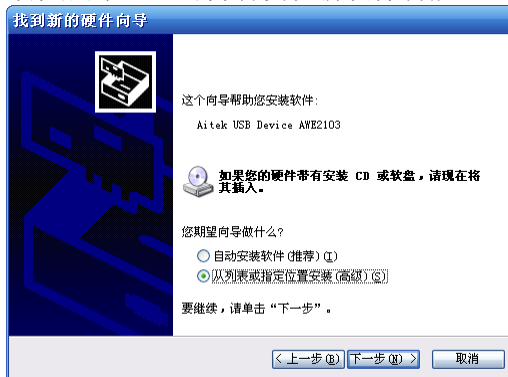 找到新的硬件向导
这个向导帮助您安装软件:
Aitek USB Device AWE2103
如果您的硬件带有安装 CD 或软盘，请现在将
其插入。
您期望向导做什么?
自动安装软件(推荐)(I)
从列表或指定位置安装(高级)(S)
要继续，请单击“下一步”。
< 上一步(B) 下一步(N) > 取消